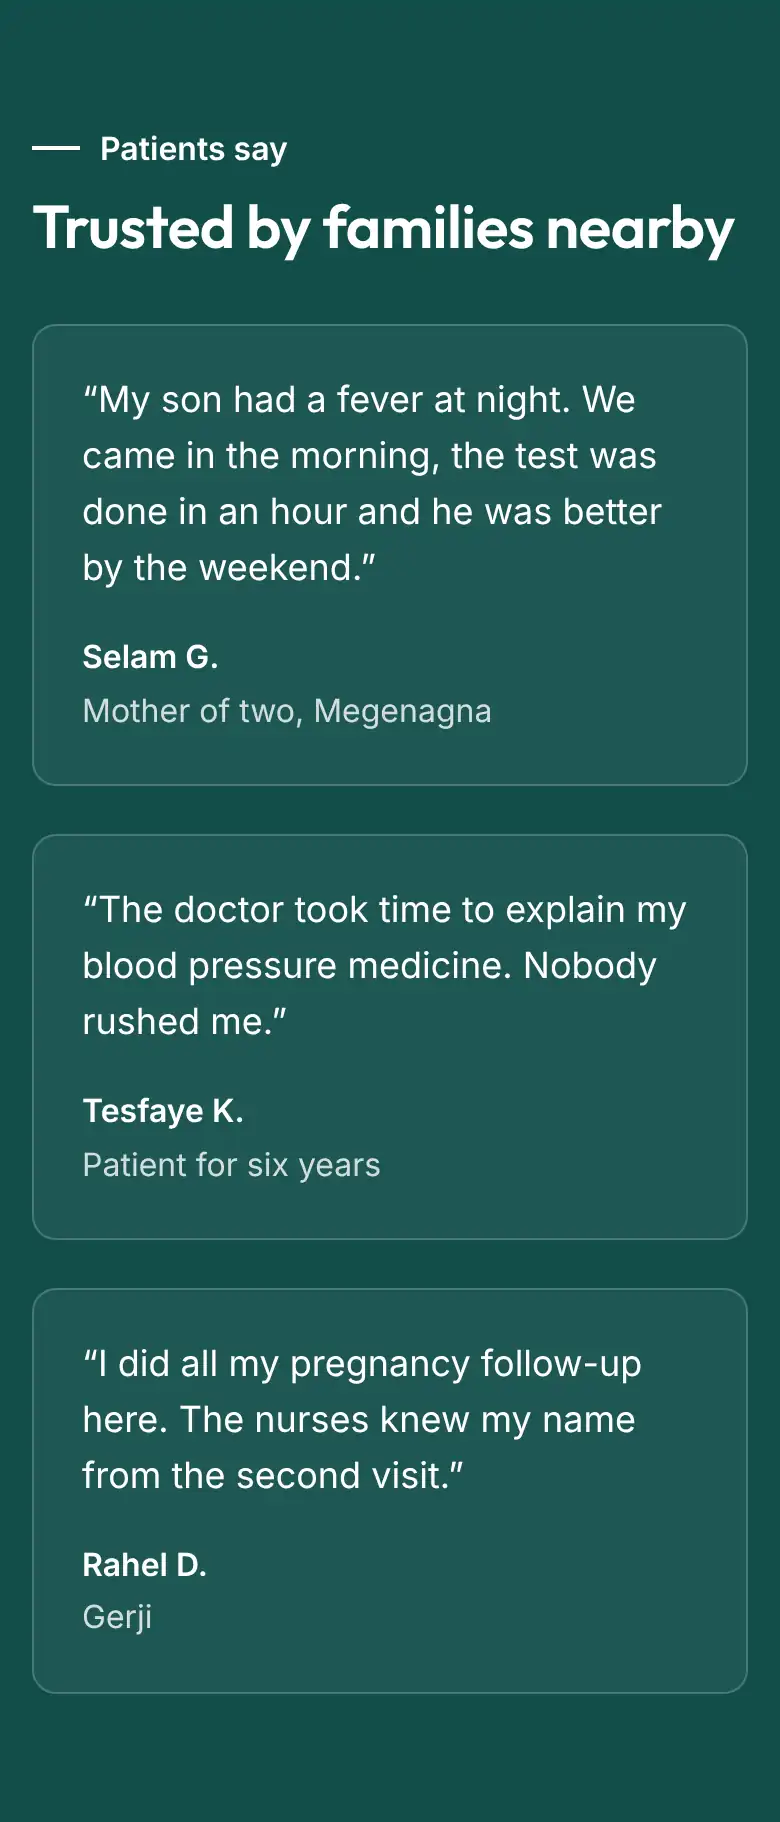 Patients say
Trusted by families nearby
“My son had a fever at night. We
came in the morning, the test was
done in an hour and he was better
by the weekend.”
Selam G.
Mother of two, Megenagna
“The doctor took time to explain my
blood pressure medicine. Nobody
rushed me.”
Tesfaye K.
Patient for six years
“I did all my pregnancy follow-up
here. The nurses knew my name
from the second visit.”
Rahel D.
Gerji